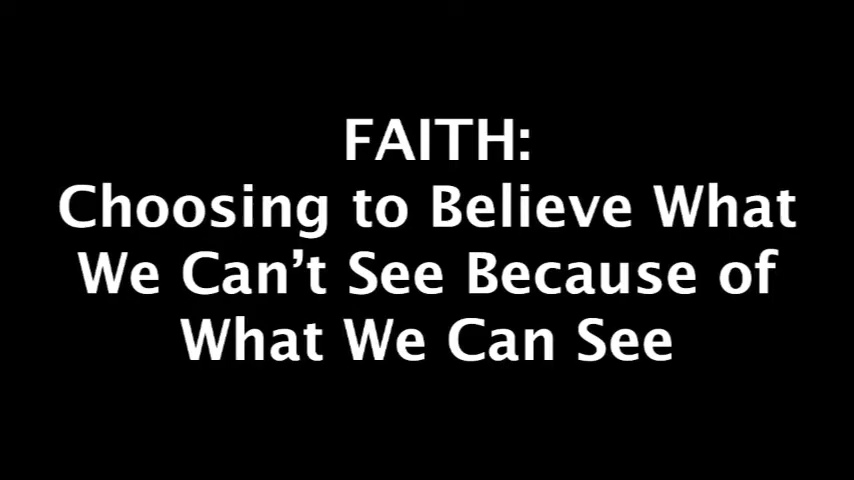 FAITH:
Choosing to Believe What
We Can’t See Because of
What We Can See